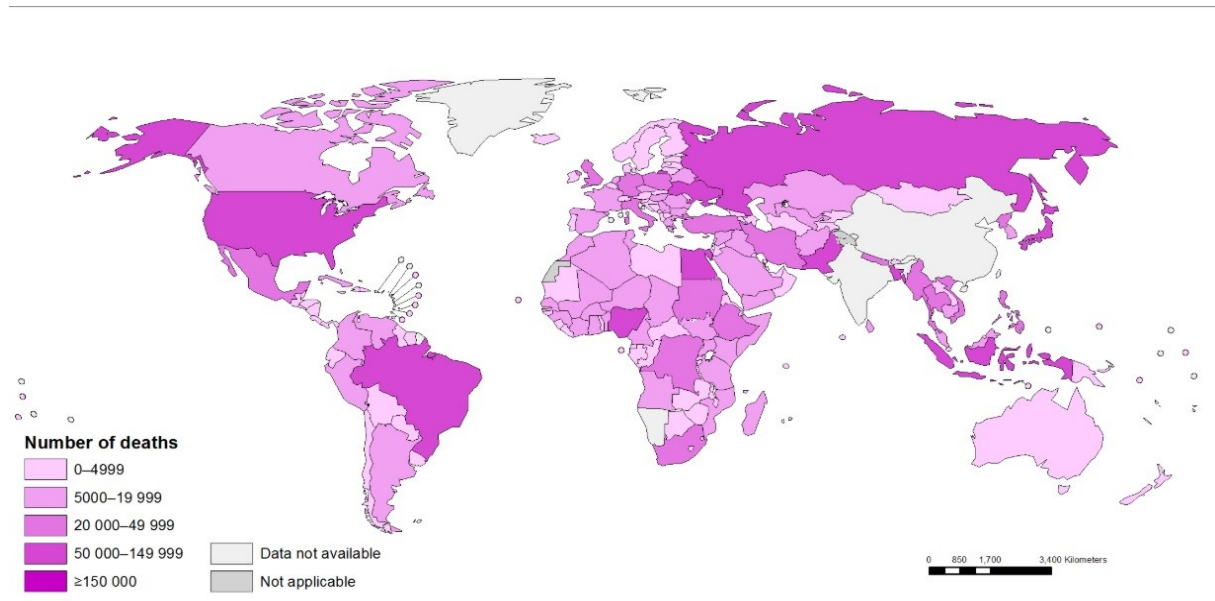 Number of deaths
0–4999
5000–19 999
20 000–49 999
50 000–149 999
≥150 000
Data not available
Not applicable
0 850 1,700 3,400 Kilometers